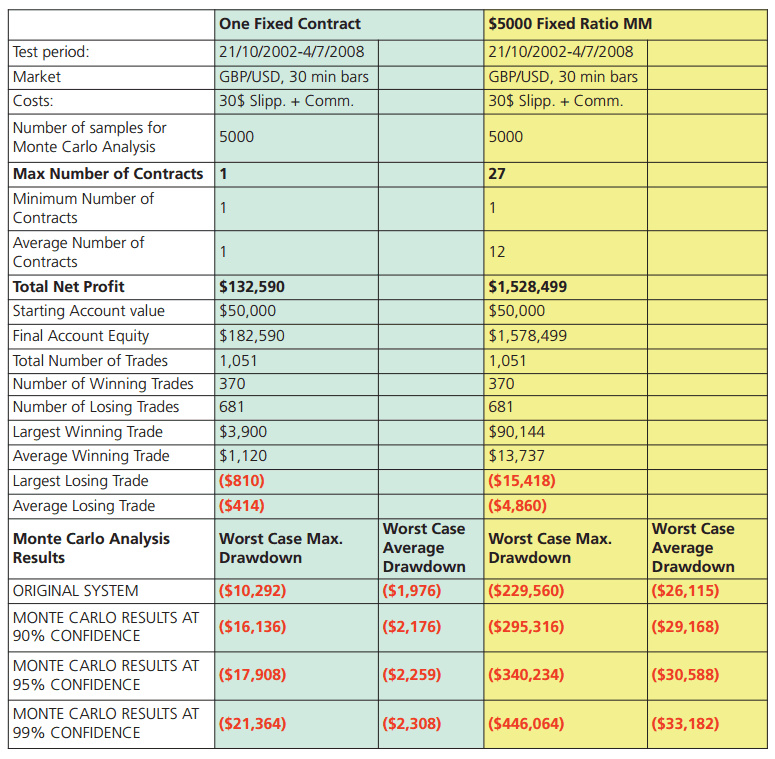 One Fixed Contract $5000 Fixed Ratio MM
Test period: 21/10/2002-4/7/2008 21/10/2002-4/7/2008
Market GBP/USD, 30 min bars GBP/USD, 30 min bars
Costs: 30$ Slipp. + Comm. 30$ Slipp. + Comm.
Number of samples for
Monte Carlo Analysis 5000 5000
Max Number of Contracts 1 27
Minimum Number of
Contracts 1 1
Average Number of
Contracts 1 12
Total Net Profit $132,590 $1,528,499
Starting Account value $50,000 $50,000
Final Account Equity $182,590 $1,578,499
Total Number of Trades 1,051 1,051
Number of Winning Trades 370 370
Number of Losing Trades 681 681
Largest Winning Trade $3,900 $90,144
Average Winning Trade $1,120 $13,737
Largest Losing Trade ($810) ($15,418)
Average Losing Trade ($414) ($4,860)
Monte Carlo Analysis
Results
Worst Case Max.
Drawdown
Worst Case
Average
Drawdown
Worst Case Max.
Drawdown
Worst Case
Average
Drawdown
ORIGINAL SYSTEM ($10,292) ($1,976) ($229,560) ($26,115)
MONTE CARLO RESULTS AT
90% CONFIDENCE ($16,136) ($2,176) ($295,316) ($29,168)
MONTE CARLO RESULTS AT
95% CONFIDENCE ($17,908) ($2,259) ($340,234) ($30,588)
MONTE CARLO RESULTS AT
99% CONFIDENCE ($21,364) ($2,308) ($446,064) ($33,182)